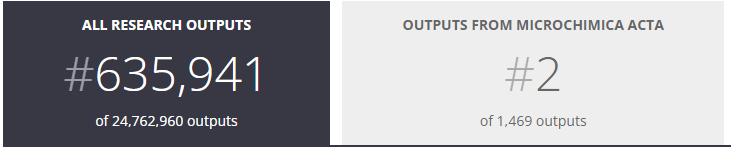 ALL RESEARCH OUTPUTS
#635,941
of 24,762,960 outputs
OUTPUTS FROM MICROCHIMICA ACTA
#2
of 1,469 outputs